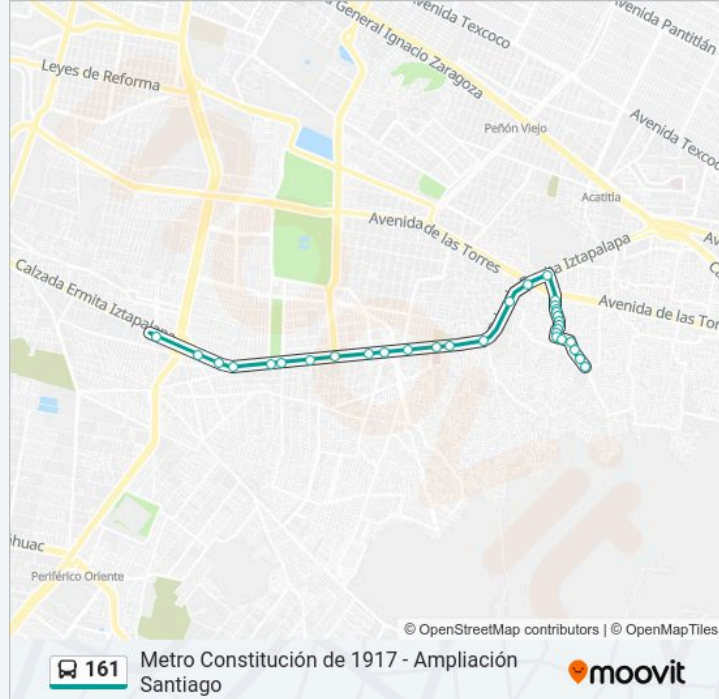 Avenida Texcoco
Avenida Pantitlán
General Ignacio Zaragoza
Leyes de Reforma
Peñón Viejo
Avenida Texcoco
Acatitla
Avenida de las Torres
Iztapalapa
Calzada Ermita Iztapalapa
Avenida de las Tor
Periférico Oriente
© OpenStreetMap contributors | © OpenMapTiles
161
Metro Constitución de 1917 - Ampliación
Santiago
moovit